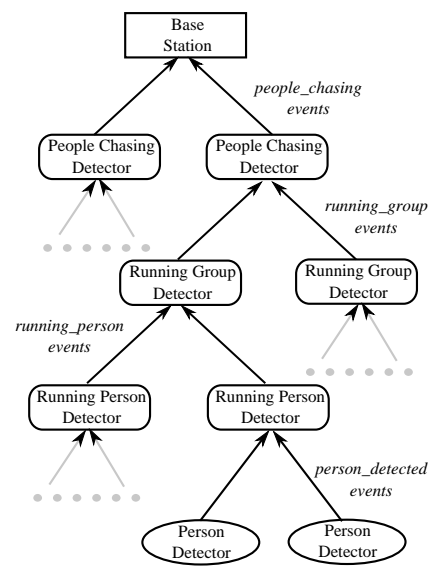 Base
Station
people_chasing
events
People Chasing
Detector
People Chasing
Detector
running_group
events
Running Group
Detector
Running Group
Detector
running_person
events
Running Person
Detector
Running Person
Detector
person_detected
events
Person
Detector
Person
Detector